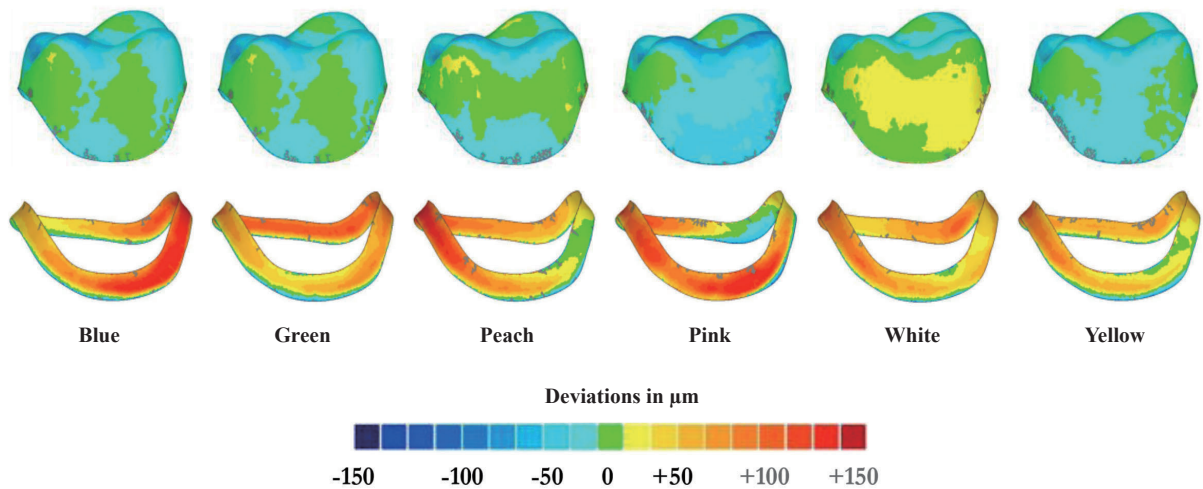 Blue Green Peach Pink White Yellow
Deviations in µm
-150 -100 -50 0 +50 +100 +150